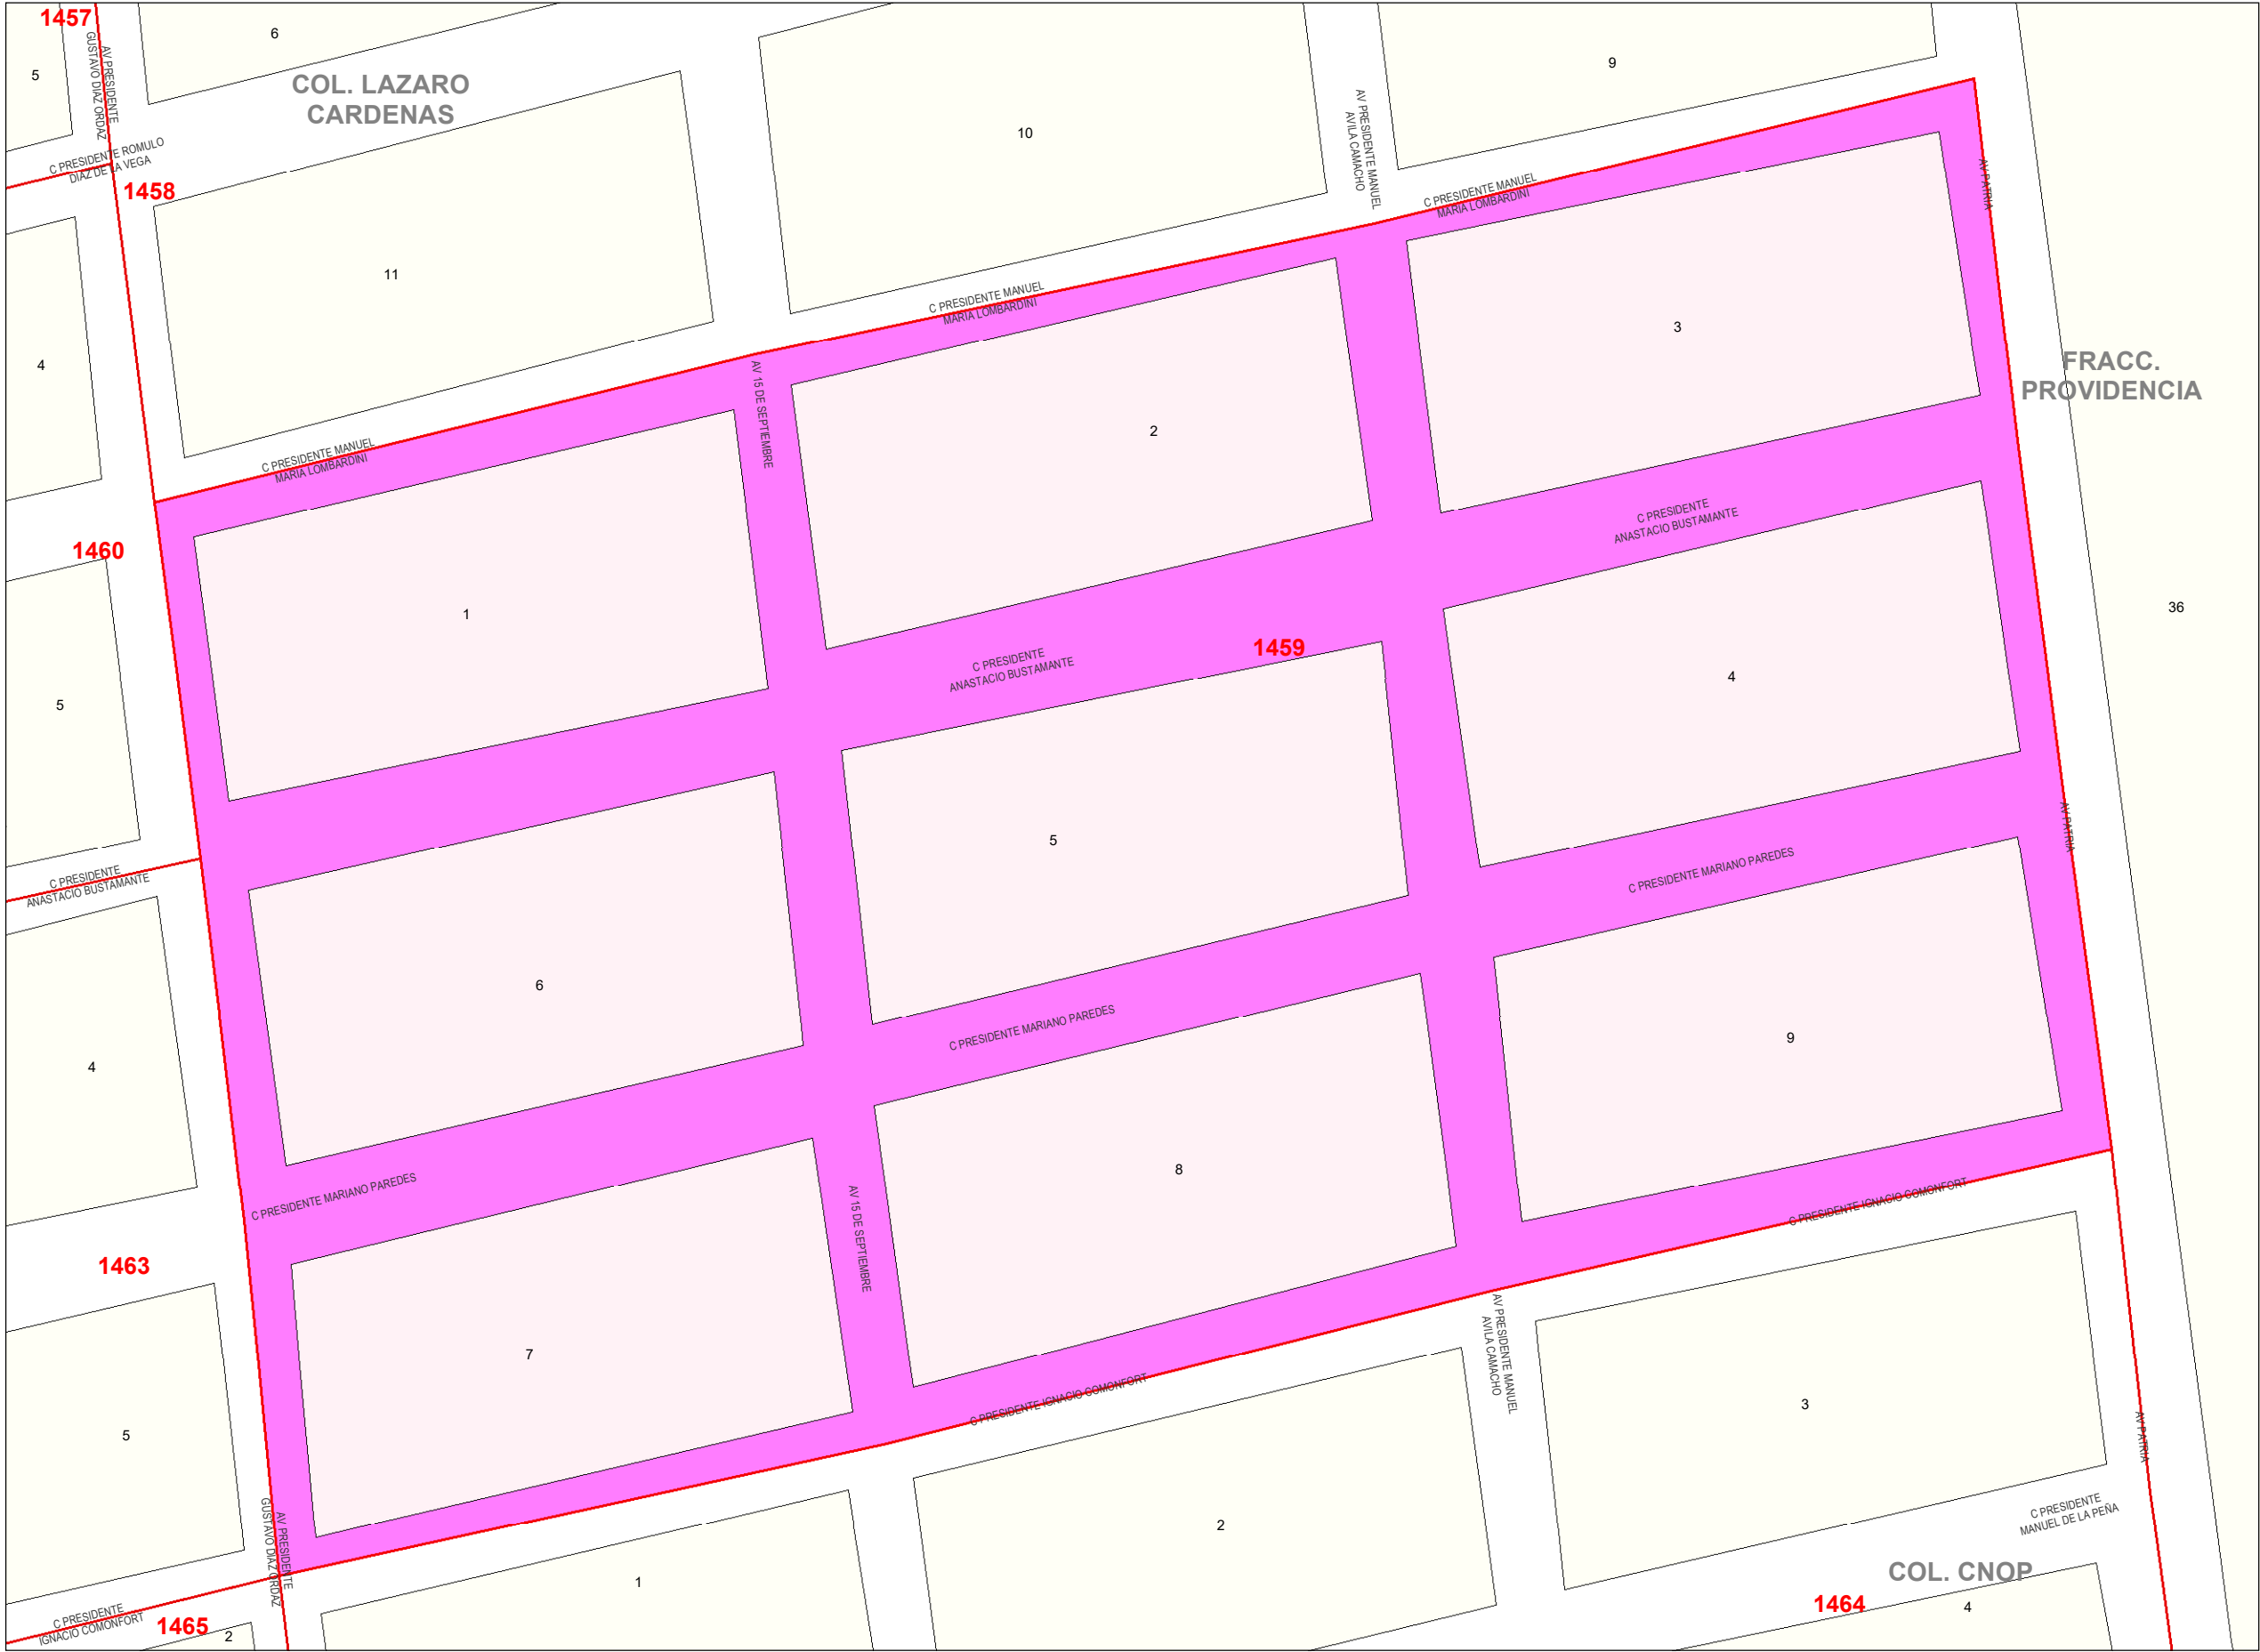 1457
AV PRESIDENTE
GUSTAVO DIAZ ORDAZ
6
5
COL. LAZARO
CARDENAS
9
10
AV PRESIDENTE MANUEL
AVILA CAMACHO
C PRESIDENTE ROMULO
DIAZ DE LA VEGA
1458
C PRESIDENTE MANUEL
MARIA LOMBARDINI
AV PATRIA
11
C PRESIDENTE MANUEL
MARIA LOMBARDINI
3
4
FRACC.
PROVIDENCIA
AV 15 DE SEPTIEMBRE
2
C PRESIDENTE MANUEL
MARIA LOMBARDINI
C PRESIDENTE
ANASTACIO BUSTAMANTE
1460
1
36
1459
C PRESIDENTE
ANASTACIO BUSTAMANTE
4
5
5
AV PATRIA
C PRESIDENTE
ANASTACIO BUSTAMANTE
C PRESIDENTE MARIANO PAREDES
6
C PRESIDENTE MARIANO PAREDES
9
4
8
C PRESIDENTE MARIANO PAREDES
AV 15 DE SEPTIEMBRE
C PRESIDENTE IGNACIO COMONFORT
1463
7
AV PRESIDENTE MANUEL
AVILA CAMACHO
C PRESIDENTE IGNACIO COMONFORT
3
5
AV PATRIA
2
C PRESIDENTE
MANUEL DE LA PEÑA
AV PRESIDENTE
GUSTAVO DIAZ ORDAZ
1
COL. CNOP
1464
4
C PRESIDENTE
IGNACIO COMONFORT
1465
2